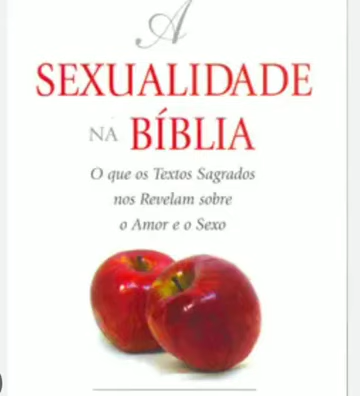 A
SEXUALIDADE
NA BÍBLIA
O que os Textos Sagrados
nos Revelam sobre
o Amor e o Sexo